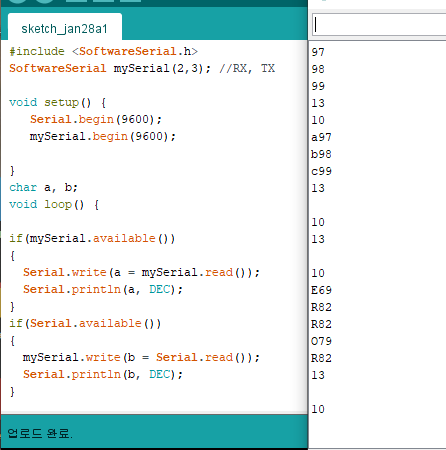 sketch_jan28a1
#include <SoftwareSerial.h>
SoftwareSerial mySerial(2,3); //RX, TX
void setup() {
Serial.begin(9600);
mySerial.begin(9600);
}
char a, b;
void loop() {
if(mySerial.available())
{
Serial.write(a = mySerial.read());
Serial.println(a, DEC);
}
if(Serial.available())
{
mySerial.write(b = Serial.read());
Serial.println(b, DEC);
}
업로드 완료.
97
98
99
13
10
a97
b98
c99
13
10
13
10
E69
R82
R82
O79
R82
13
10